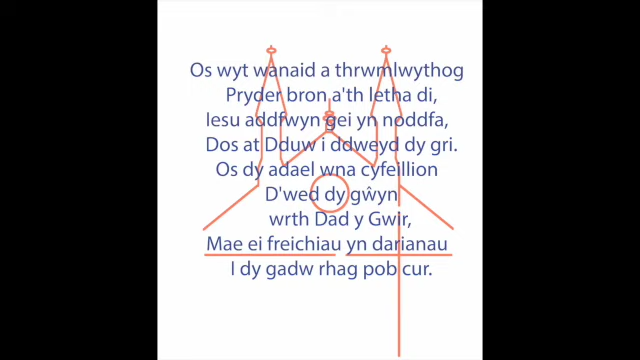 Os wyt wanaid a thrwmlwythog
Pryder bron a'th letha di,
Iesu addfwyn gei yn noddfa,
Dos at Dduw i ddweyd dy gri.
Os dy adael wna cyfeillion
D'wed dy gŵyn
wrth Dad y Gwir,
Mae ei freichiau yn darianau
I dy gadw rhag pob cur.